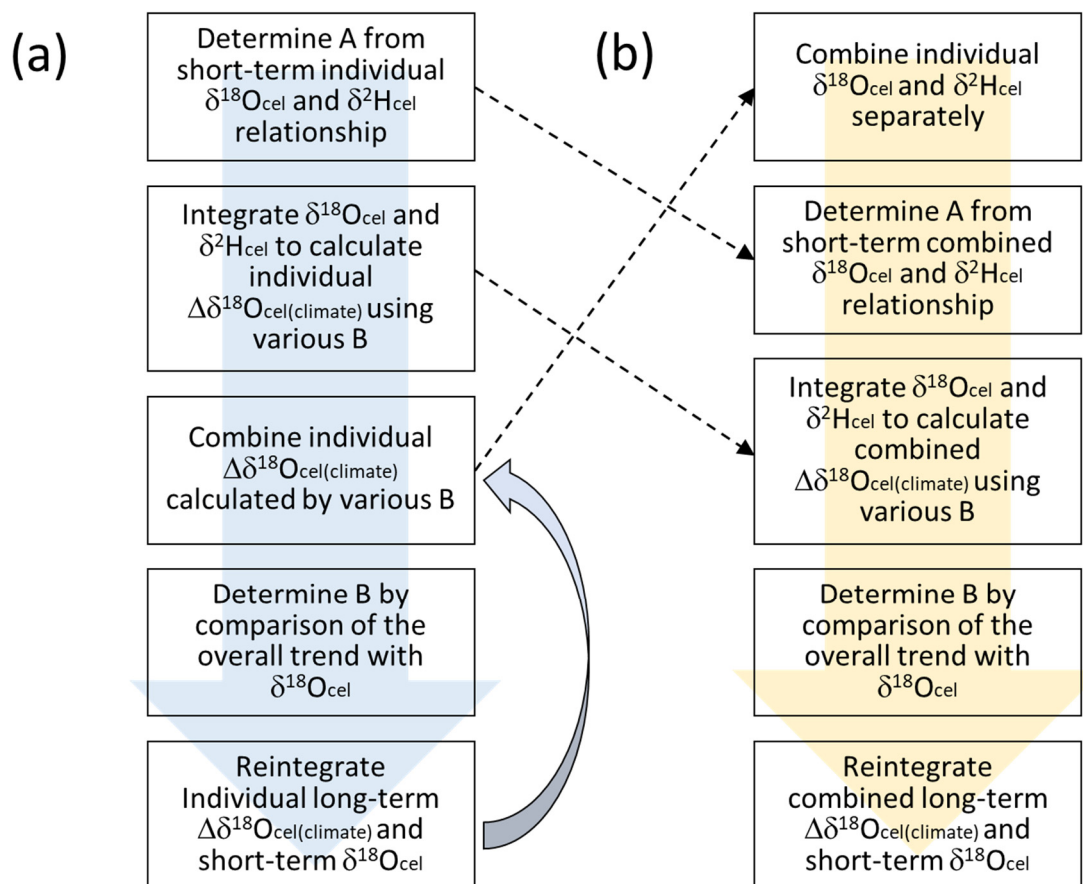 (a)
Determine A from
short-term individual
δ¹⁸Ocel and δ²Hcel
relationship
Integrate δ¹⁸Ocel and
δ²Hcel to calculate
individual
Δδ¹⁸Ocel(climate) using
various B
Combine individual
Δδ¹⁸Ocel(climate)
calculated by various B
Determine B by
comparison of the
overall trend with
δ¹⁸Ocel
Reintegrate
Individual long-term
Δδ¹⁸Ocel(climate) and
short-term δ¹⁸Ocel
(b)
Combine individual
δ¹⁸Ocel and δ²Hcel
separately
Determine A from
short-term combined
δ¹⁸Ocel and δ²Hcel
relationship
Integrate δ¹⁸Ocel and
δ²Hcel to calculate
combined
Δδ¹⁸Ocel(climate) using
various B
Determine B by
comparison of the
overall trend with
δ¹⁸Ocel
Reintegrate
combined long-term
Δδ¹⁸Ocel(climate) and
short-term δ¹⁸Ocel